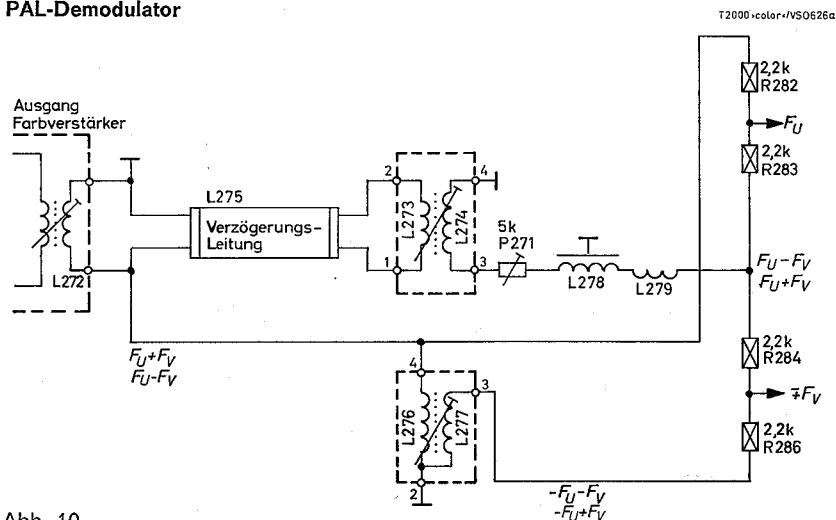 PAL-Demodulator
T2000›color‹/VS0626a
2,2k
R282
Ausgang
Farbverstärker
F_U
2,2k
R283
2
4
L275
Verzögerungs-
Leitung
L273
L274
5k
P271
1
3
L272
L278
L279
F_U-F_V
F_U+F_V
F_U+F_V
F_U-F_V
4
2,2k
R284
3
L276
L277
∓F_V
2,2k
R286
2
-F_U-F_V
-F_U+F_V
Abb. 10